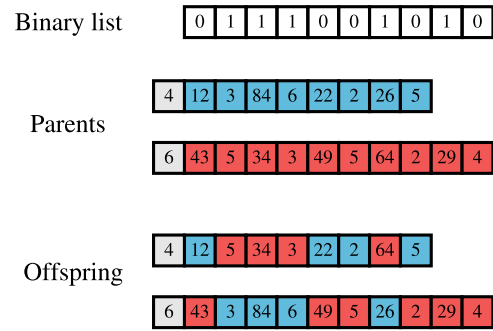 Binary list 0 1 1 1 0 0 1 0 1 0
4 12 3 84 6 22 2 26 5
Parents
6 43 5 34 3 49 5 64 2 29 4
4 12 5 34 3 22 2 64 5
Offspring
6 43 3 84 6 49 5 26 2 29 4